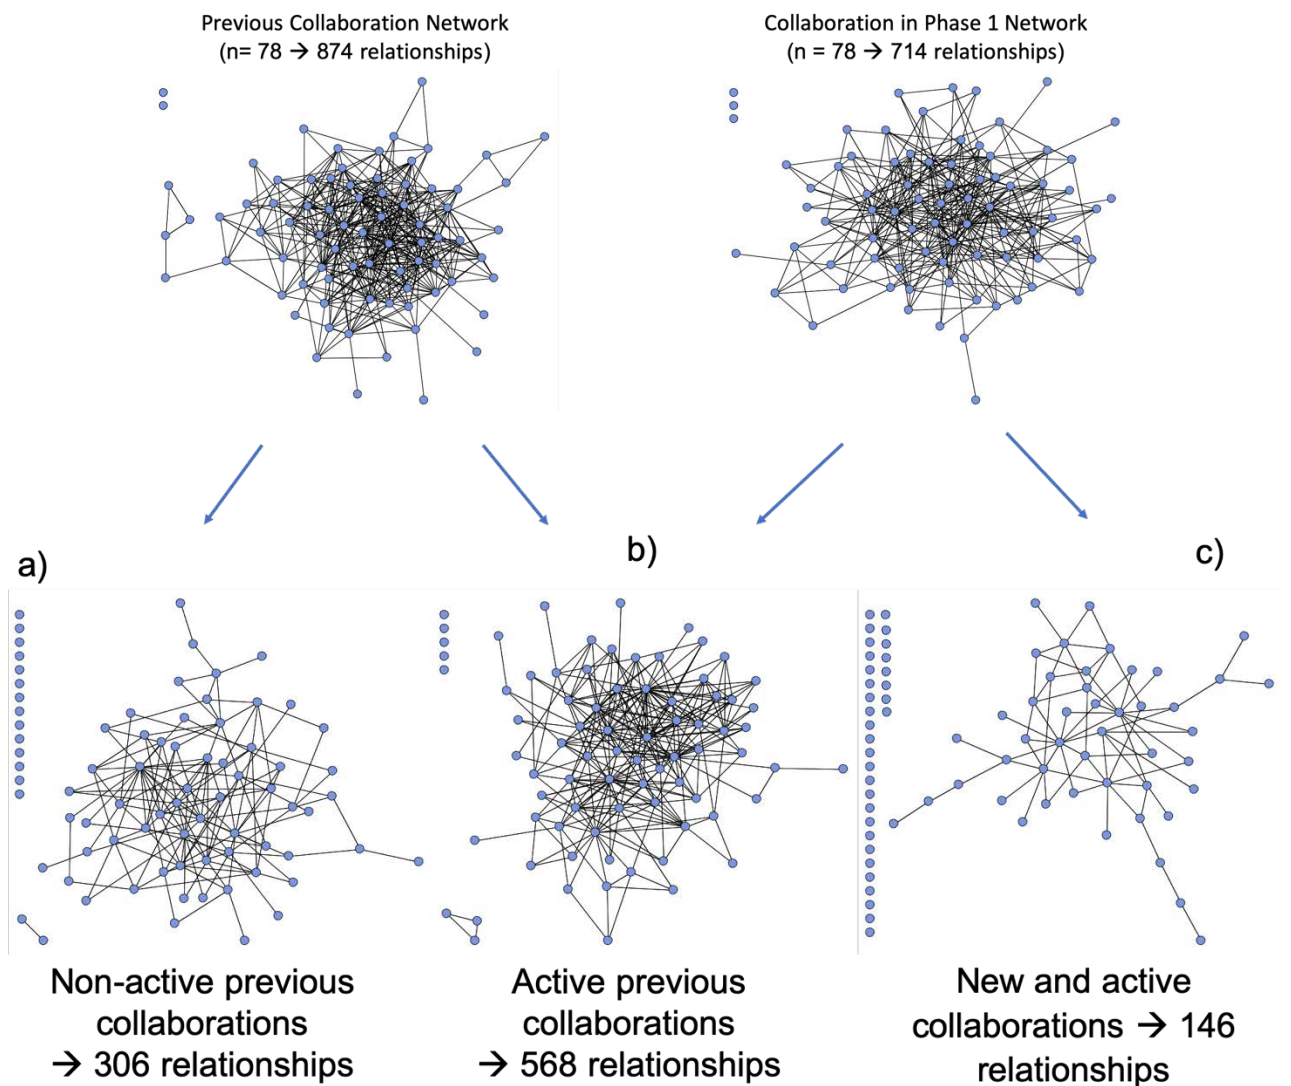 Previous Collaboration Network
(n= 78 → 874 relationships)
Collaboration in Phase 1 Network
(n = 78 → 714 relationships)
a)
b)
c)
Non-active previous
collaborations
→ 306 relationships
Active previous
collaborations
→ 568 relationships
New and active
collaborations → 146
relationships